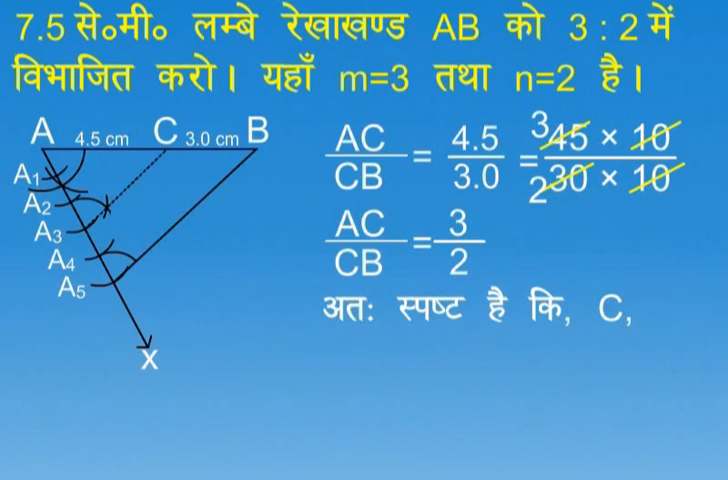 7.5 से॰मी॰ लम्बे रेखाखण्ड AB को 3 : 2 में
विभाजित करो। यहाँ m=3 तथा n=2 है।
A 4.5 cm C 3.0 cm B
A1
A2
A3
A4
A5
X
AC/CB = 4.5/3.0 = 3 45 × 10 / 2 30 × 10
AC/CB = 3/2
अतः स्पष्ट है कि, C,